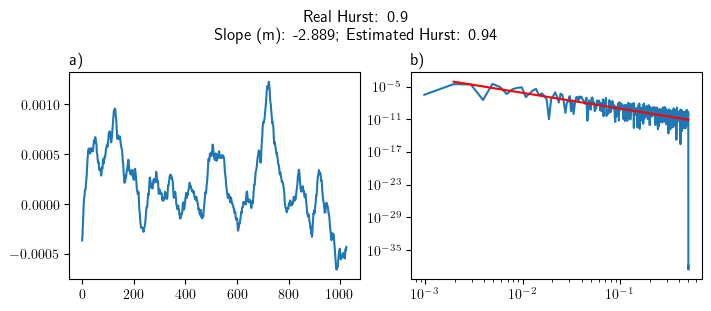 Real Hurst: 0.9
Slope (m): -2.889; Estimated Hurst: 0.94
a)
b)
0.0010
0.0005
0.0000
−0.0005
0 200 400 600 800 1000
10⁻⁵
10⁻¹¹
10⁻¹⁷
10⁻²³
10⁻²⁹
10⁻³⁵
10⁻³ 10⁻² 10⁻¹